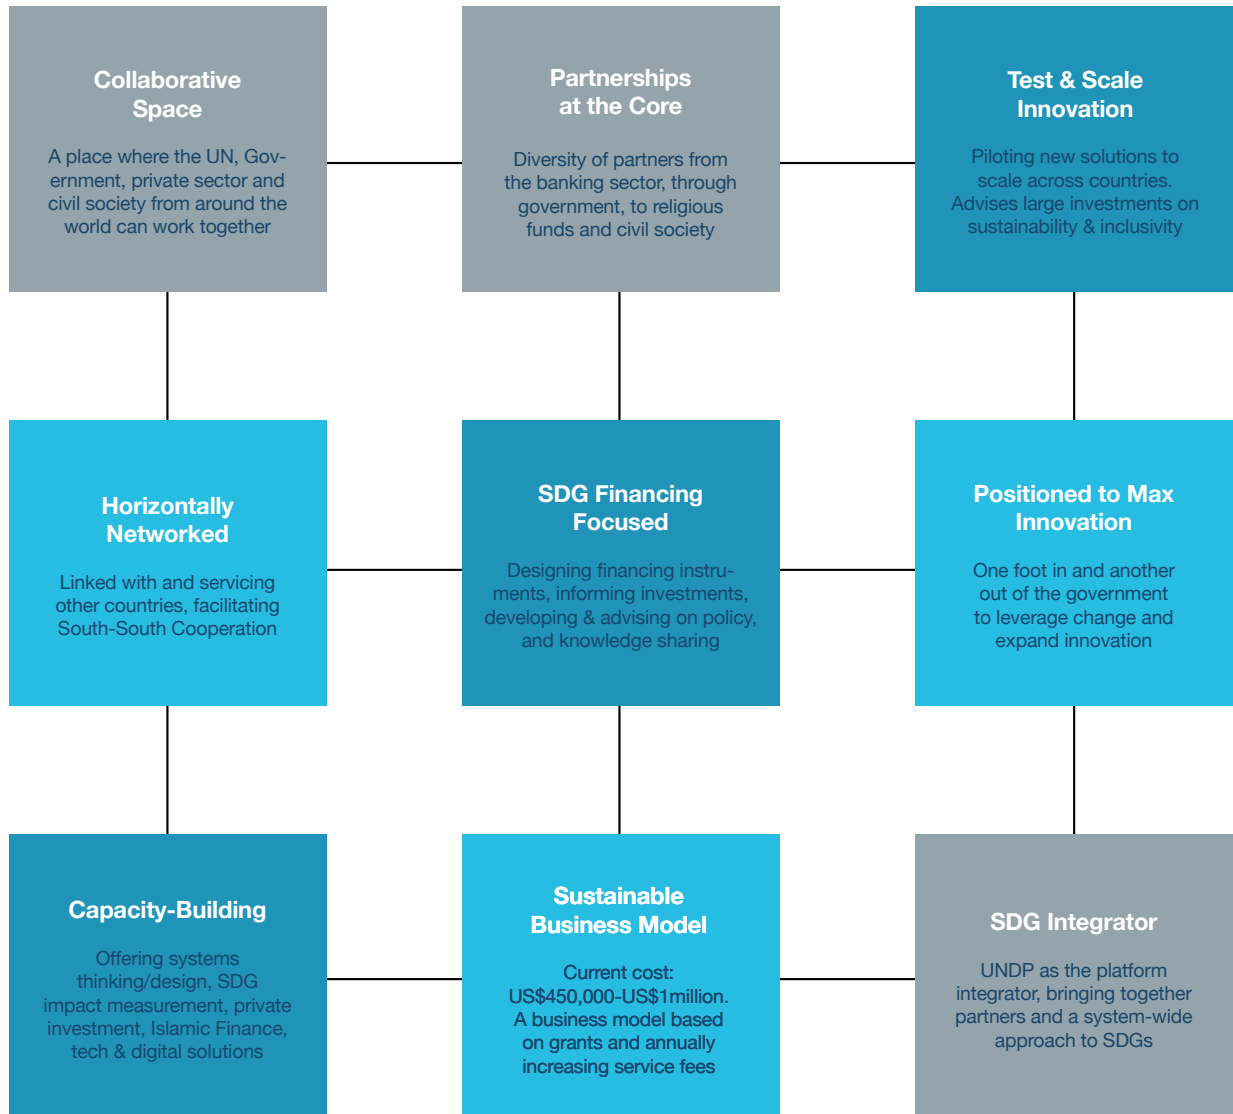 Collaborative
Space
A place where the UN, Gov-
ernment, private sector and
civil society from around the
world can work together
Partnerships
at the Core
Diversity of partners from
the banking sector, through
government, to religious
funds and civil society
Test & Scale
Innovation
Piloting new solutions to
scale across countries.
Advises large investments on
sustainability & inclusivity
Horizontally
Networked
Linked with and servicing
other countries, facilitating
South-South Cooperation
SDG Financing
Focused
Designing financing instru-
ments, informing investments,
developing & advising on policy,
and knowledge sharing
Positioned to Max
Innovation
One foot in and another
out of the government
to leverage change and
expand innovation
Capacity-Building
Offering systems
thinking/design, SDG
impact measurement, private
investment, Islamic Finance,
tech & digital solutions
Sustainable
Business Model
Current cost:
US$450,000-US$1million.
A business model based
on grants and annually
increasing service fees
SDG Integrator
UNDP as the platform
integrator, bringing together
partners and a system-wide
approach to SDGs